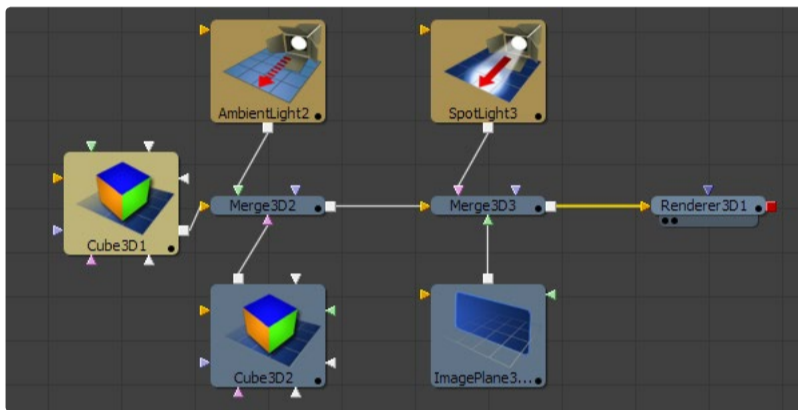 AmbientLight2
SpotLight3
Cube3D1
Merge3D2
Merge3D3
Renderer3D1
Cube3D2
ImagePlane3...